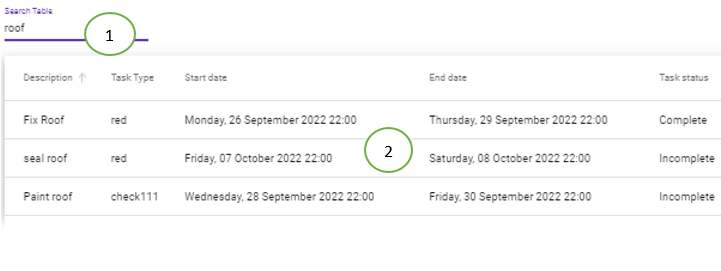 Search Table
roof
1
Description ↑ Task Type Start date End date Task status
Fix Roof red Monday, 26 September 2022 22:00 Thursday, 29 September 2022 22:00 Complete
seal roof red Friday, 07 October 2022 22:00 2 Saturday, 08 October 2022 22:00 Incomplete
Paint roof check111 Wednesday, 28 September 2022 22:00 Friday, 30 September 2022 22:00 Incomplete